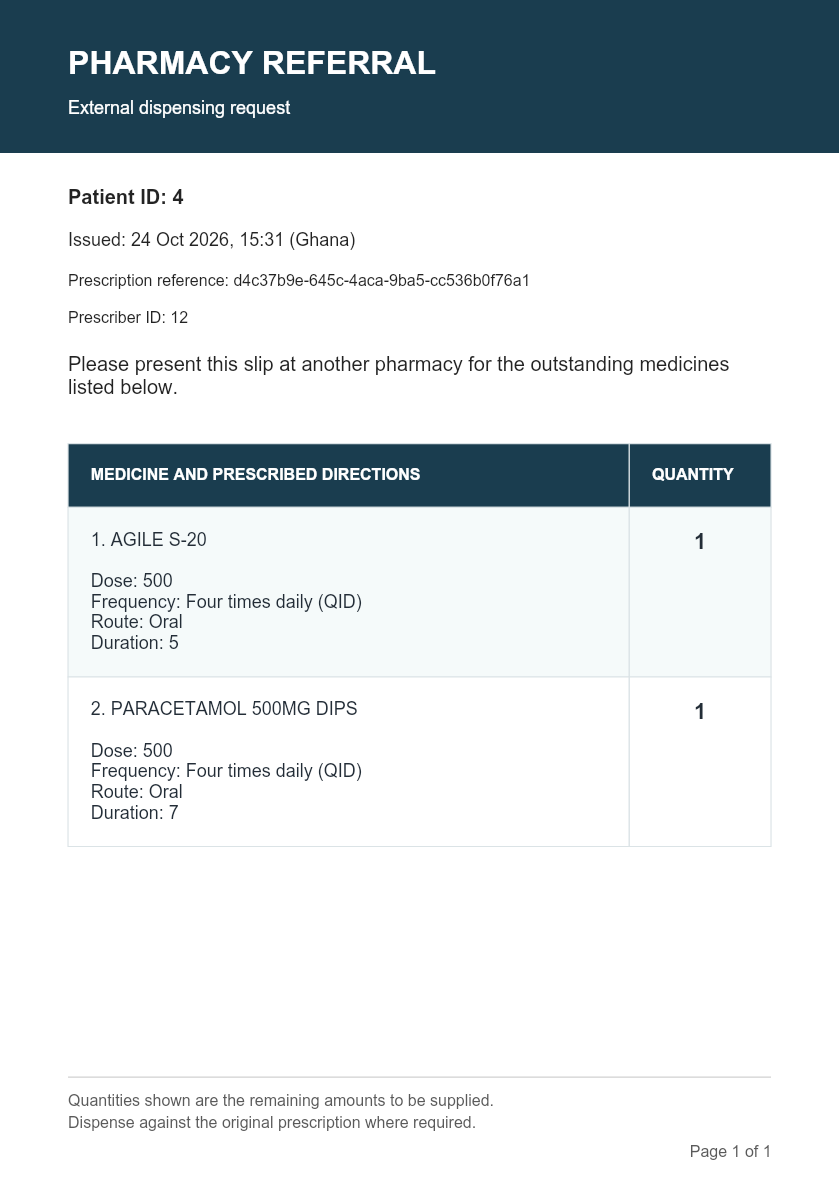 PHARMACY REFERRAL
External dispensing request
Patient ID: 4
Issued: 24 Oct 2026, 15:31 (Ghana)
Prescription reference: d4c37b9e-645c-4aca-9ba5-cc536b0f76a1
Prescriber ID: 12
Please present this slip at another pharmacy for the outstanding medicines
listed below.
MEDICINE AND PRESCRIBED DIRECTIONS
QUANTITY
1. AGILE S-20
1
Dose: 500
Frequency: Four times daily (QID)
Route: Oral
Duration: 5
2. PARACETAMOL 500MG DIPS
1
Dose: 500
Frequency: Four times daily (QID)
Route: Oral
Duration: 7
Quantities shown are the remaining amounts to be supplied.
Dispense against the original prescription where required.
Page 1 of 1